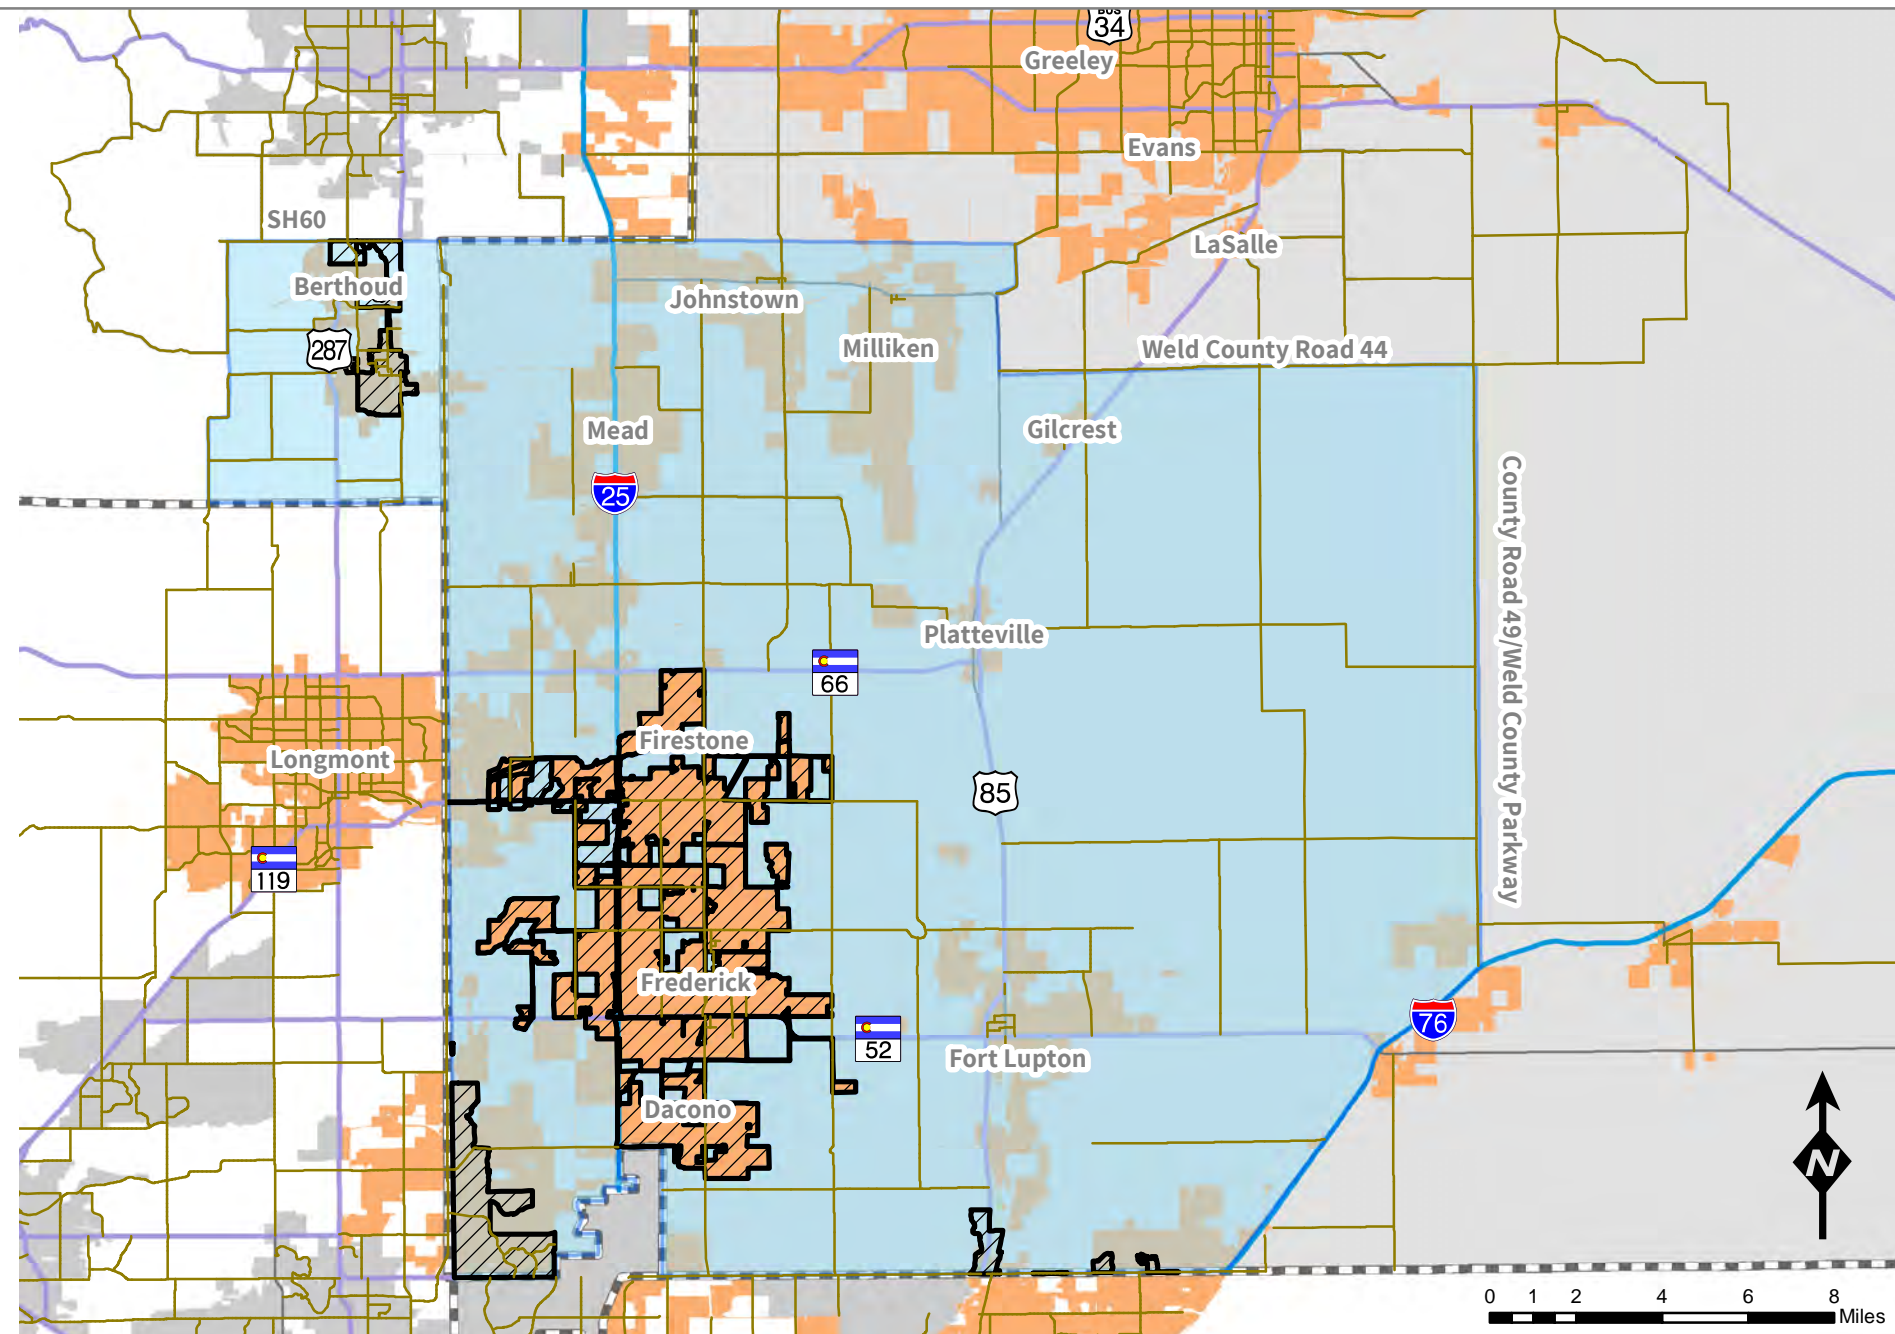 BUS
34
Greeley
Evans
SH60
LaSalle
Berthoud
Johnstown
287
Milliken
Weld County Road 44
Mead
Gilcrest
25
County Road 49/Weld County Parkway
Platteville
66
Firestone
Longmont
85
119
Frederick
76
52
Fort Lupton
Dacono
N
0 1 2 4 6 8
Miles